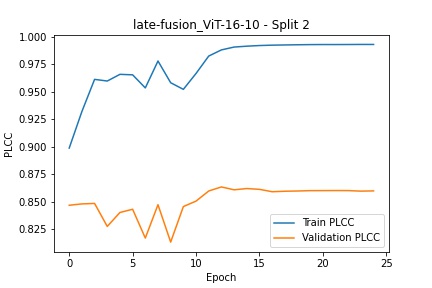 late-fusion_ViT-16-10 - Split 2
1.000
0.975
0.950
0.925
0.900
0.875
0.850
0.825
PLCC
0 5 10 15 20 25
Epoch
Train PLCC
Validation PLCC